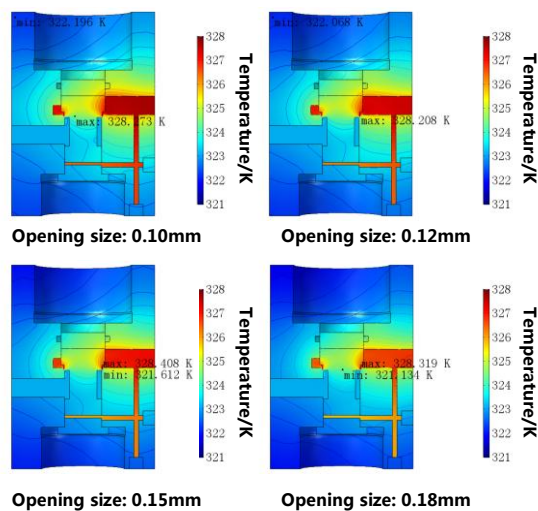 min: 322.196 K
max: 328.273 K
328
327
326
325
324
323
322
321
Temperature/K
Opening size: 0.10mm
min: 322.068 K
max: 328.208 K
328
327
326
325
324
323
322
321
Temperature/K
Opening size: 0.12mm
max: 328.408 K
min: 321.612 K
328
327
326
325
324
323
322
321
Temperature/K
Opening size: 0.15mm
max: 328.319 K
min: 321.134 K
328
327
326
325
324
323
322
321
Temperature/K
Opening size: 0.18mm